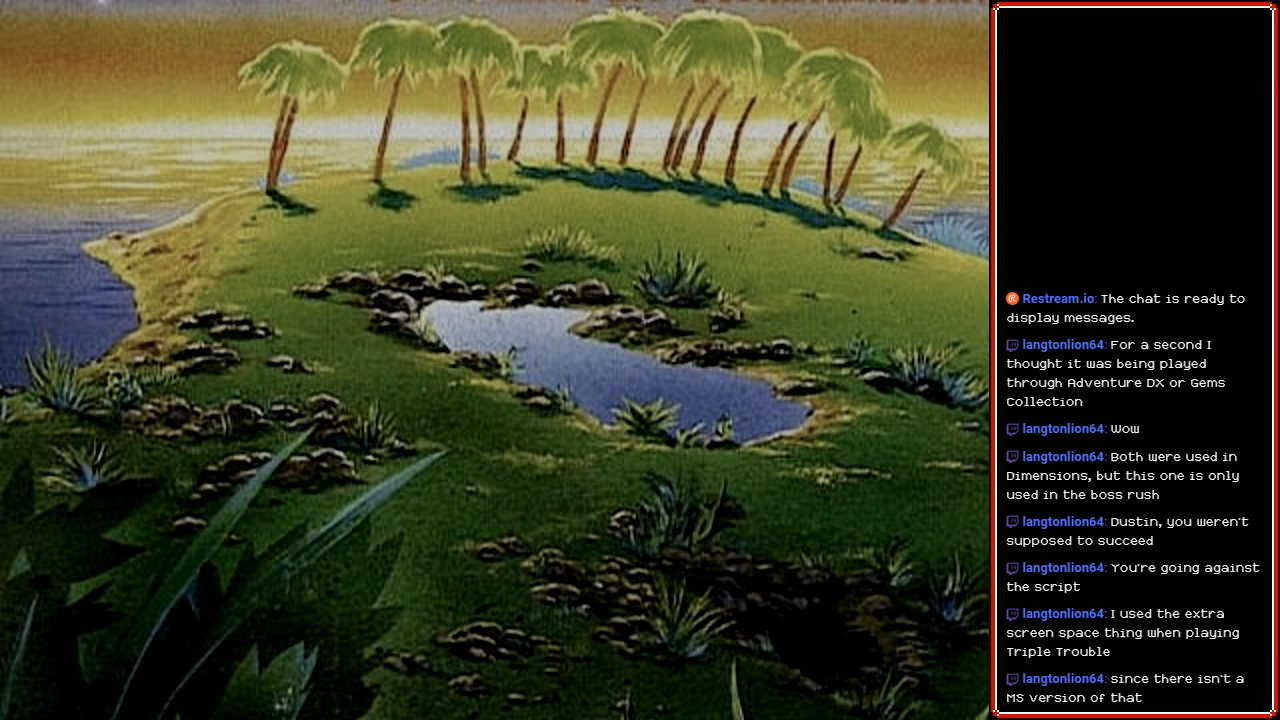 Restream.io: The chat is ready to
display messages.
langtonlion64: For a second I
thought it was being played
through Adventure DX or Gems
Collection
langtonlion64: Wow
langtonlion64: Both were used in
Dimensions, but this one is only
used in the boss rush
langtonlion64: Dustin, you weren't
supposed to succeed
langtonlion64: You're going against
the script
langtonlion64: I used the extra
screen space thing when playing
Triple Trouble
langtonlion64: since there isn't a
MS version of that